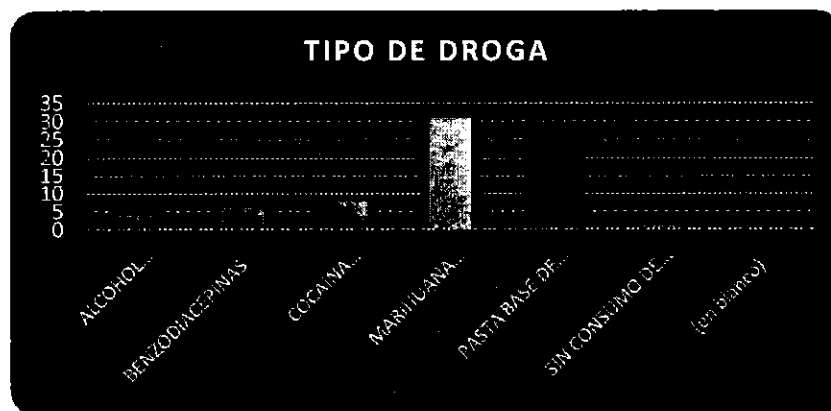 TIPO DE DROGA
35
30
25
20
15
10
5
0
ALCOHOL...
BENZODIACEPINAS
COCAINA...
MARIHUANA...
PASTA BASE DE...
SIN CONSUMO DE...
(en blanco)